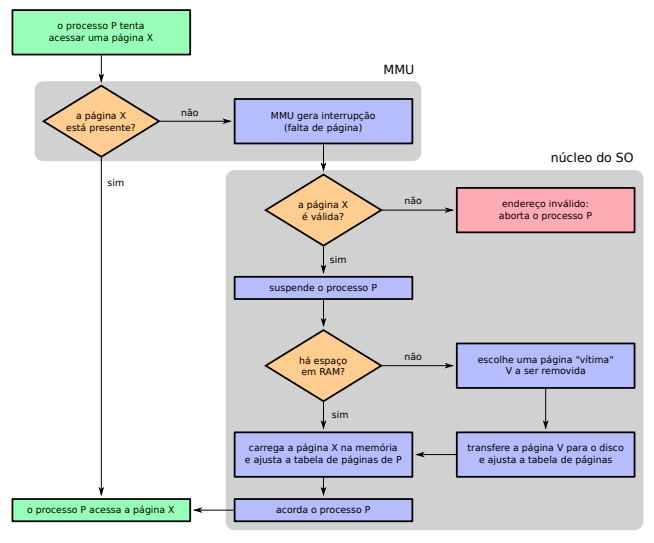 o processo P tenta
acessar uma página X
MMU
a página X
está presente?
não
MMU gera interrupção
(falta de página)
sim
núcleo do SO
a página X
é válida?
não
endereço inválido:
aborta o processo P
sim
suspende o processo P
há espaço
em RAM?
não
escolhe uma página "vítima"
V a ser removida
sim
carrega a página X na memória
e ajusta a tabela de páginas de P
transfere a página V para o disco
e ajusta a tabela de páginas
o processo P acessa a página X
acorda o processo P